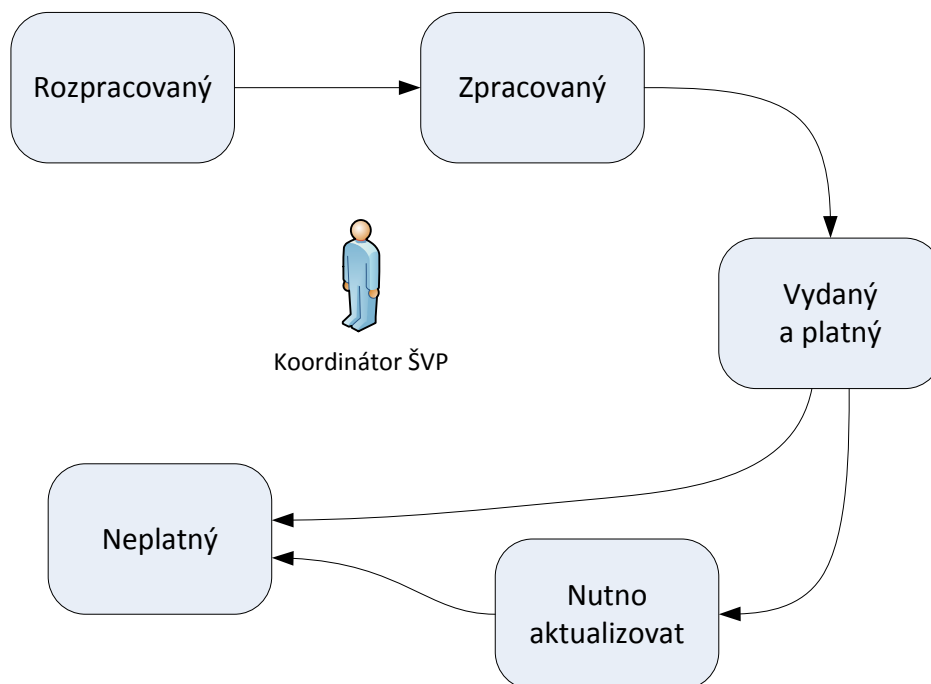 Rozpracovaný
Zpracovaný
Vydaný
a platný
Koordinátor ŠVP
Neplatný
Nutno
aktualizovat